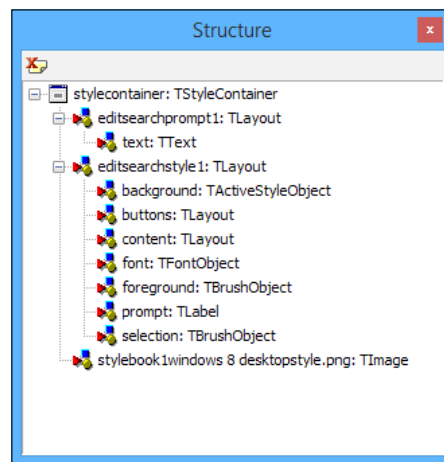 Structure
x
stylecontainer: TStyleContainer
editsearchprompt1: TLayout
text: TText
editsearchstyle1: TLayout
background: TActiveStyleObject
buttons: TLayout
content: TLayout
font: TFontObject
foreground: TBrushObject
prompt: TLabel
selection: TBrushObject
stylebook1windows 8 desktopstyle.png: TImage